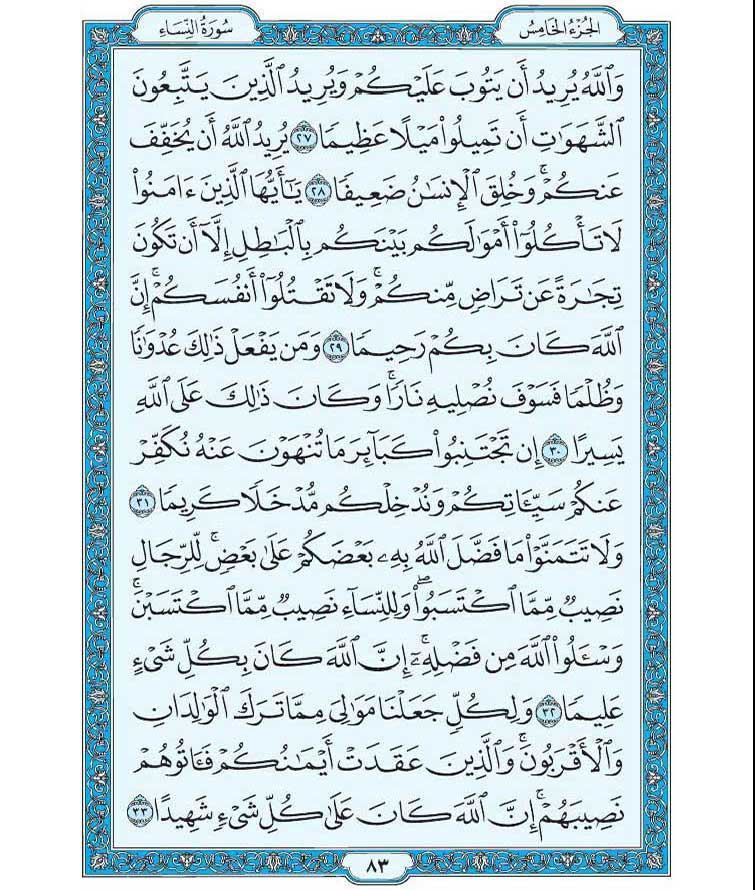 الجُزْءُ الخَامِسُ
سُورَةُ النِّسَاءِ
وَٱللَّهُ يُرِيدُ أَن يَتُوبَ عَلَيْكُمْ وَيُرِيدُ ٱلَّذِينَ يَتَّبِعُونَ
ٱلشَّهَوَٰتِ أَن تَمِيلُوا۟ مَيْلًا عَظِيمًا ٢٧ يُرِيدُ ٱللَّهُ أَن يُخَفِّفَ
عَنكُمْ ۚ وَخُلِقَ ٱلْإِنسَٰنُ ضَعِيفًا ٢٨ يَٰٓأَيُّهَا ٱلَّذِينَ ءَامَنُوا۟
لَا تَأْكُلُوٓا۟ أَمْوَٰلَكُم بَيْنَكُم بِٱلْبَٰطِلِ إِلَّآ أَن تَكُونَ
تِجَٰرَةً عَن تَرَاضٍ مِّنكُمْ ۚ وَلَا تَقْتُلُوٓا۟ أَنفُسَكُمْ ۚ إِنَّ
ٱللَّهَ كَانَ بِكُمْ رَحِيمًا ٢٩ وَمَن يَفْعَلْ ذَٰلِكَ عُدْوَٰنًا
وَظُلْمًا فَسَوْفَ نُصْلِيهِ نَارًا ۚ وَكَانَ ذَٰلِكَ عَلَى ٱللَّهِ
يَسِيرًا ٣٠ إِن تَجْتَنِبُوا۟ كَبَآئِرَ مَا تُنْهَوْنَ عَنْهُ نُكَفِّرْ
عَنكُمْ سَيِّـَٔاتِكُمْ وَنُدْخِلْكُم مُّدْخَلًا كَرِيمًا ٣١
وَلَا تَتَمَنَّوْا۟ مَا فَضَّلَ ٱللَّهُ بِهِۦ بَعْضَكُمْ عَلَىٰ بَعْضٍ ۚ لِّلرِّجَالِ
نَصِيبٌ مِّمَّا ٱكْتَسَبُوا۟ ۖ وَلِلنِّسَآءِ نَصِيبٌ مِّمَّا ٱكْتَسَبْنَ ۚ
وَسْـَٔلُوا۟ ٱللَّهَ مِن فَضْلِهِۦٓ ۚ إِنَّ ٱللَّهَ كَانَ بِكُلِّ شَىْءٍ
عَلِيمًا ٣٢ وَلِكُلٍّ جَعَلْنَا مَوَٰلِىَ مِمَّا تَرَكَ ٱلْوَٰلِدَانِ
وَٱلْأَقْرَبُونَ ۚ وَٱلَّذِينَ عَقَدَتْ أَيْمَٰنُكُمْ فَـَٔاتُوهُمْ
نَصِيبَهُمْ ۚ إِنَّ ٱللَّهَ كَانَ عَلَىٰ كُلِّ شَىْءٍ شَهِيدًا ٣٣
٨٣